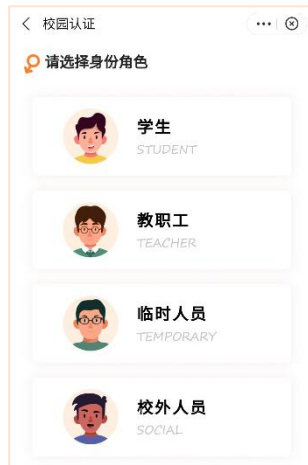 校园认证
请选择身份角色
学生
STUDENT
教职工
TEACHER
临时人员
TEMPORARY
校外人员
SOCIAL